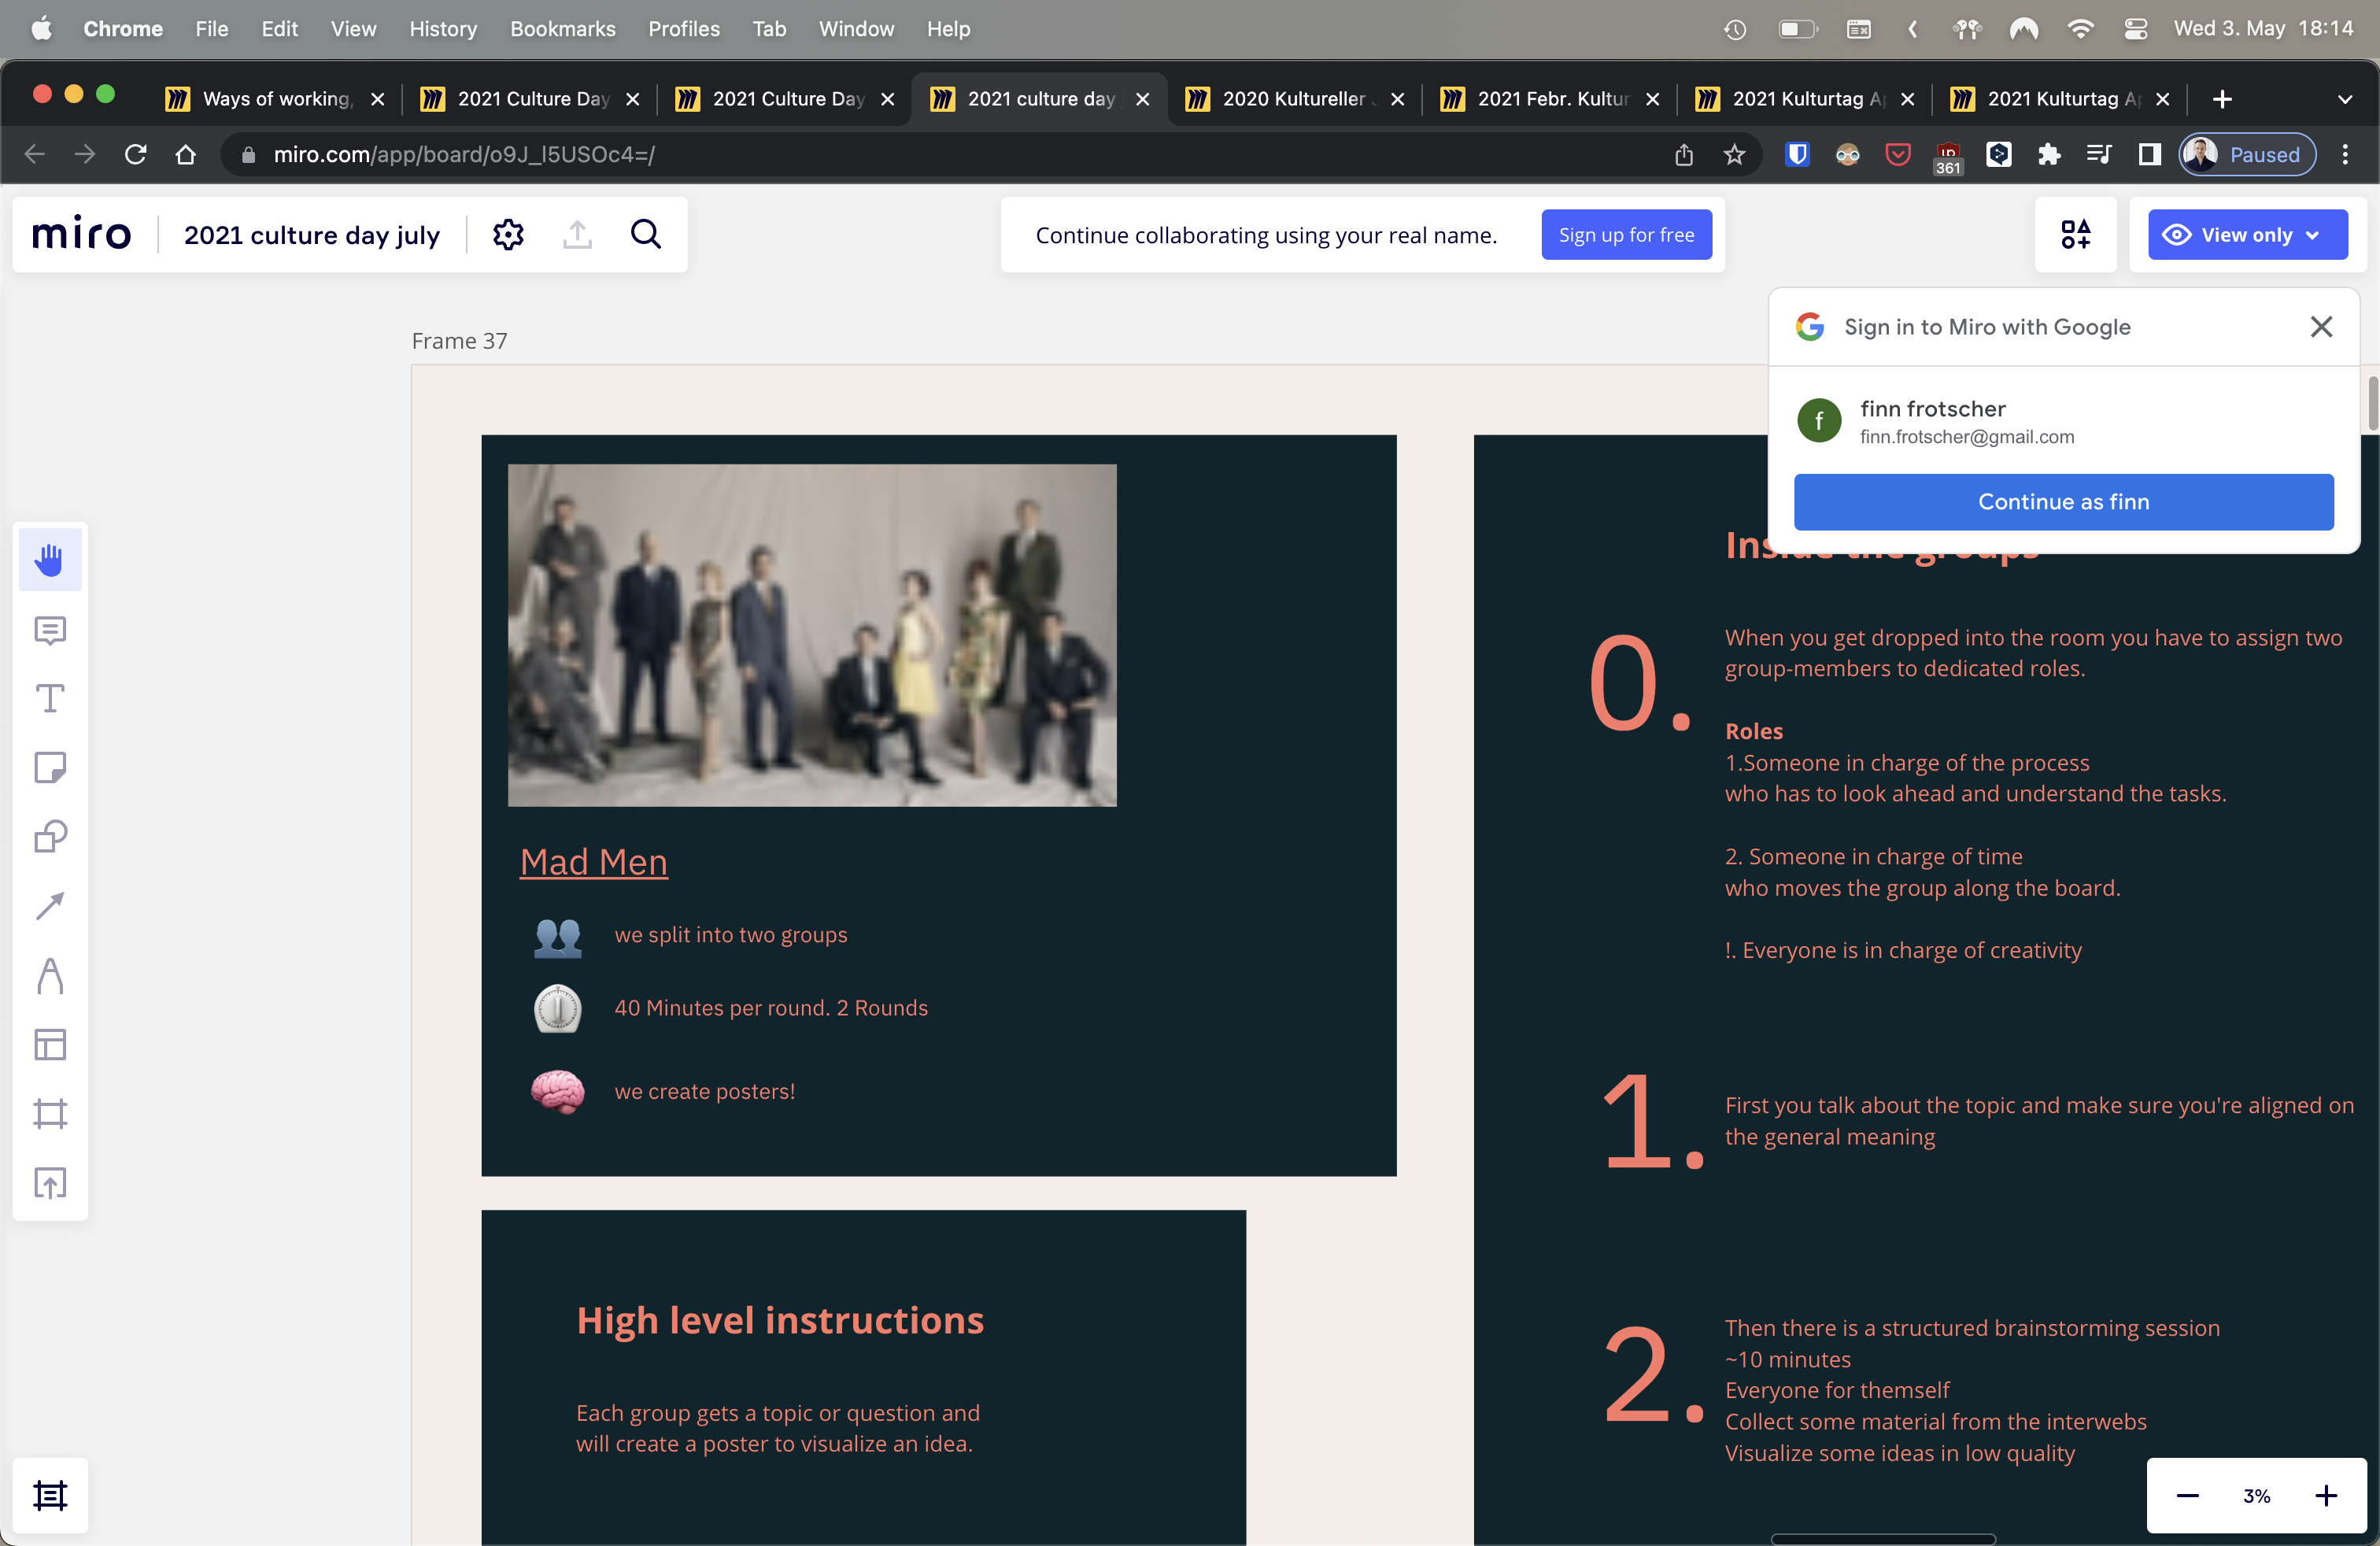 Chrome File Edit View History Bookmarks Profiles Tab Window Help
Wed 3. May 18:14
Ways of working,
2021 Culture Day
2021 Culture Day
2021 culture day
2020 Kultureller
2021 Febr. Kultur
2021 Kulturtag Ap
2021 Kulturtag Ap
miro.com/app/board/o9J_l5USOc4=/
361
Paused
miro
2021 culture day july
Continue collaborating using your real name.
Sign up for free
View only
Sign in to Miro with Google
f
finn frotscher
finn.frotscher@gmail.com
Continue as finn
Frame 37
Mad Men
we split into two groups
40 Minutes per round. 2 Rounds
we create posters!
High level instructions
Each group gets a topic or question and
will create a poster to visualize an idea.
Inside the groups
0.
When you get dropped into the room you have to assign two
group-members to dedicated roles.
Roles
1.Someone in charge of the process
who has to look ahead and understand the tasks.
2. Someone in charge of time
who moves the group along the board.
!. Everyone is in charge of creativity
1.
First you talk about the topic and make sure you're aligned on
the general meaning
2.
Then there is a structured brainstorming session
~10 minutes
Everyone for themself
Collect some material from the interwebs
Visualize some ideas in low quality
3%